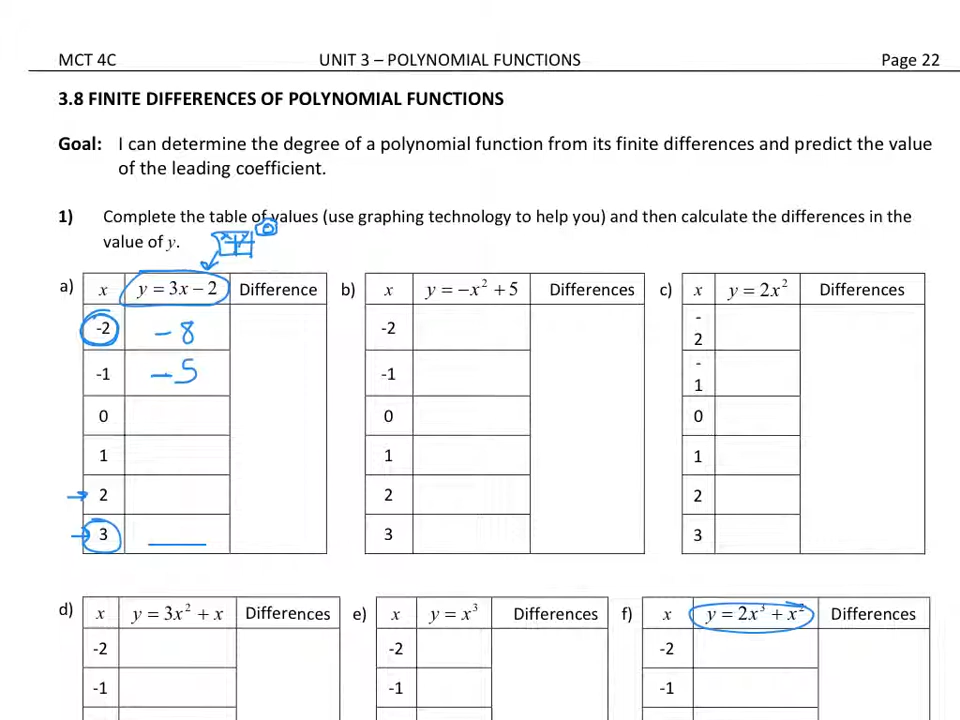 MCT 4C UNIT 3 – POLYNOMIAL FUNCTIONS Page 22
3.8 FINITE DIFFERENCES OF POLYNOMIAL FUNCTIONS
Goal: I can determine the degree of a polynomial function from its finite differences and predict the value
of the leading coefficient.
1) Complete the table of values (use graphing technology to help you) and then calculate the differences in the
value of y.
a) x y = 3x − 2 Difference b) x y = −x² + 5 Differences c) x y = 2x² Differences
-2 −8 -2 -
2
-1 −5 -1 -
1
0 0 0
1 1 1
2 2 2
3 3 3
d) x y = 3x² + x Differences e) x y = x³ Differences f) x y = 2x³ + x² Differences
-2 -2 -2
-1 -1 -1